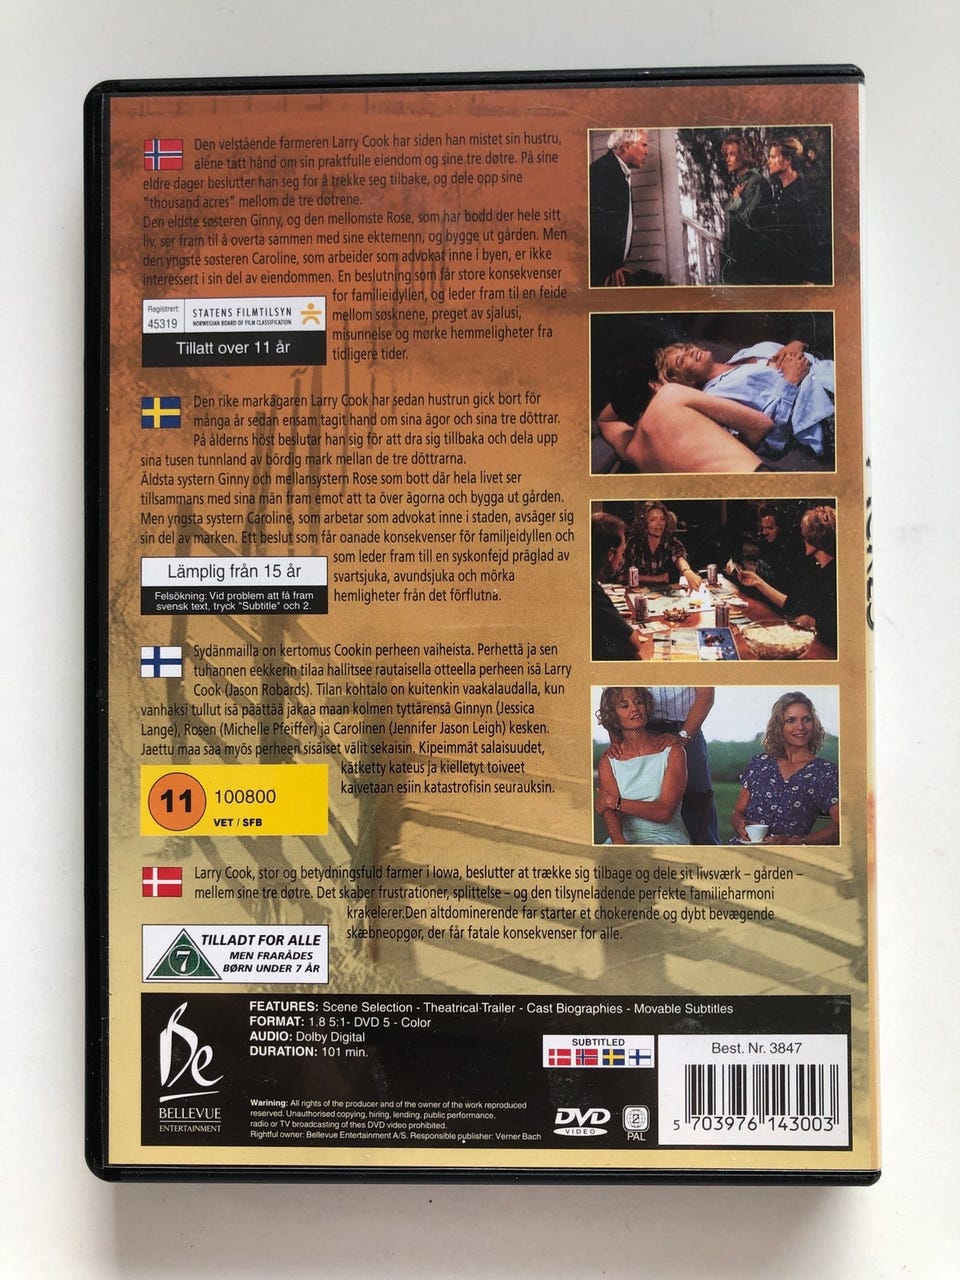 Den velstående farmeren Larry Cook har siden han mistet sin hustru,
alene tatt hånd om sin praktfulle eiendom og sine tre døtre. På sine
eldre dager beslutter han seg for å trekke seg tilbake, og dele opp sine
"thousand acres" mellom de tre døtrene.
Den eldste søsteren Ginny, og den mellomste Rose, som har bodd der hele sitt
liv, ser fram til å overta sammen med sine ektemenn, og bygge ut gården. Men
den yngste søsteren Caroline, som arbeider som advokat inne i byen, er ikke
interessert i sin del av eiendommen. En beslutning som får store konsekvenser
for familieidyllen, og leder fram til en feide
mellom søsknene, preget av sjalusi,
misunnelse og mørke hemmeligheter fra
tidligere tider.
Registrert:
45319
STATENS FILMTILSYN
NORWEGIAN BOARD OF FILM CLASSIFICATION
Tillatt over 11 år
Den rike markägaren Larry Cook har sedan hustrun gick bort för
många år sedan ensam tagit hand om sina ägor och sina tre döttrar.
På ålderns höst beslutar han sig för att dra sig tillbaka och dela upp
sina tusen tunnland av bördig mark mellan de tre döttrarna.
Äldsta systern Ginny och mellansystern Rose som bott där hela livet ser
tillsammans med sina män fram emot att ta över ägorna och bygga ut gården.
Men yngsta systern Caroline, som arbetar som advokat inne i staden, avsäger sig
sin del av marken. Ett beslut som får oanade konsekvenser för familjeidyllen och
som leder fram till en syskonfejd präglad av
svartsjuka, avundsjuka och mörka
hemligheter från det förflutna.
Lämplig från 15 år
Felsökning: Vid problem att få fram
svensk text, tryck "Subtitle" och 2.
Sydänmailla on kertomus Cookin perheen vaiheista. Perhettä ja sen
tuhannen eekkerin tilaa hallitsee rautaisella otteella perheen isä Larry
Cook (Jason Robards). Tilan kohtalo on kuitenkin vaakalaudalla, kun
vanhaksi tullut isä päättää jakaa maan kolmen tyttärensä Ginnyn (Jessica
Lange), Rosen (Michelle Pfeiffer) ja Carolinen (Jennifer Jason Leigh) kesken.
Jaettu maa saa myös perheen sisäiset välit sekaisin. Kipeimmät salaisuudet,
kätketty kateus ja kielletyt toiveet
kaivetaan esiin katastrofisin seurauksin.
11 100800
VET / SFB
Larry Cook, stor og betydningsfuld farmer i Iowa, beslutter at trække sig tilbage og dele sit livsværk – gården –
mellem sine tre døtre. Det skaber frustrationer, splittelse – og den tilsyneladende perfekte familieharmoni
krakelerer.Den altdominerende far starter et chokerende og dybt bevægende
skæbneopgør, der får fatale konsekvenser for alle.
7
TILLADT FOR ALLE
MEN FRARÅDES
BØRN UNDER 7 ÅR
Be
BELLEVUE
ENTERTAINMENT
FEATURES: Scene Selection - Theatrical-Trailer - Cast Biographies - Movable Subtitles
FORMAT: 1.8 5:1- DVD 5 - Color
AUDIO: Dolby Digital
DURATION: 101 min.
Warining: All rights of the producer and of the owner of the work reproduced
reserved. Unauthorised copying, hiring, lending, public performance,
radio or TV broadcasting of thes DVD video prohibited.
Rightful owner: Bellevue Entertainment A/S. Responsible publisher: Verner Bach
SUBTITLED
DVD
VIDEO
2
PAL
Best. Nr. 3847
5 703976 143003